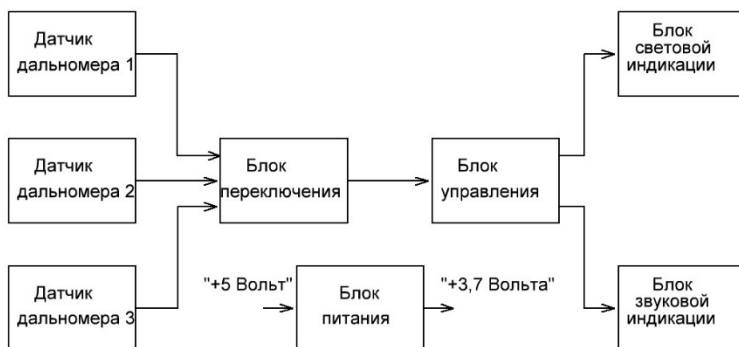 Датчик
дальномера 1
Датчик
дальномера 2
Датчик
дальномера 3
Блок
переключения
Блок
управления
Блок
световой
индикации
Блок
звуковой
индикации
"+5 Вольт"
Блок
питания
"+3,7 Вольта"